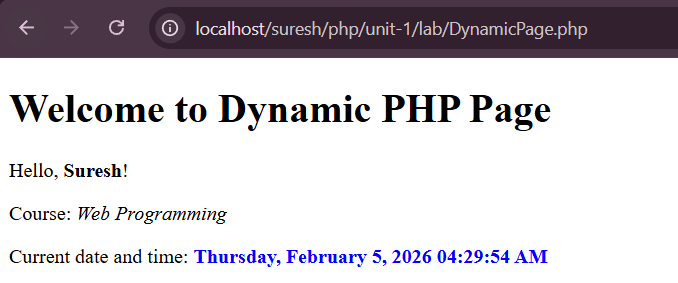 localhost/suresh/php/unit-1/lab/DynamicPage.php
Welcome to Dynamic PHP Page
Hello, Suresh!
Course: Web Programming
Current date and time: Thursday, February 5, 2026 04:29:54 AM